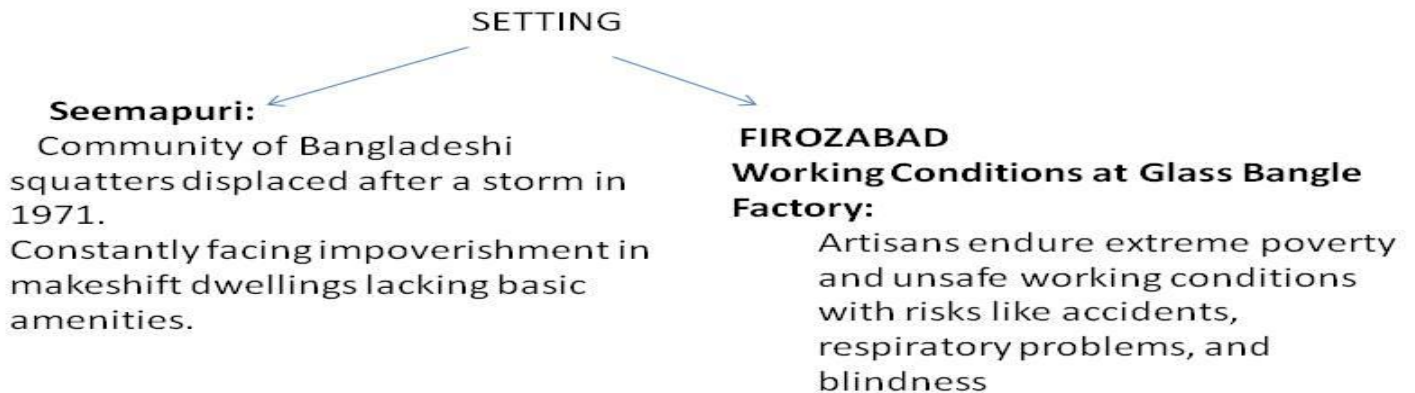 SETTING
Seemapuri:
Community of Bangladeshi
squatters displaced after a storm in
1971.
Constantly facing impoverishment in
makeshift dwellings lacking basic
amenities.
FIROZABAD
Working Conditions at Glass Bangle
Factory:
Artisans endure extreme poverty
and unsafe working conditions
with risks like accidents,
respiratory problems, and
blindness